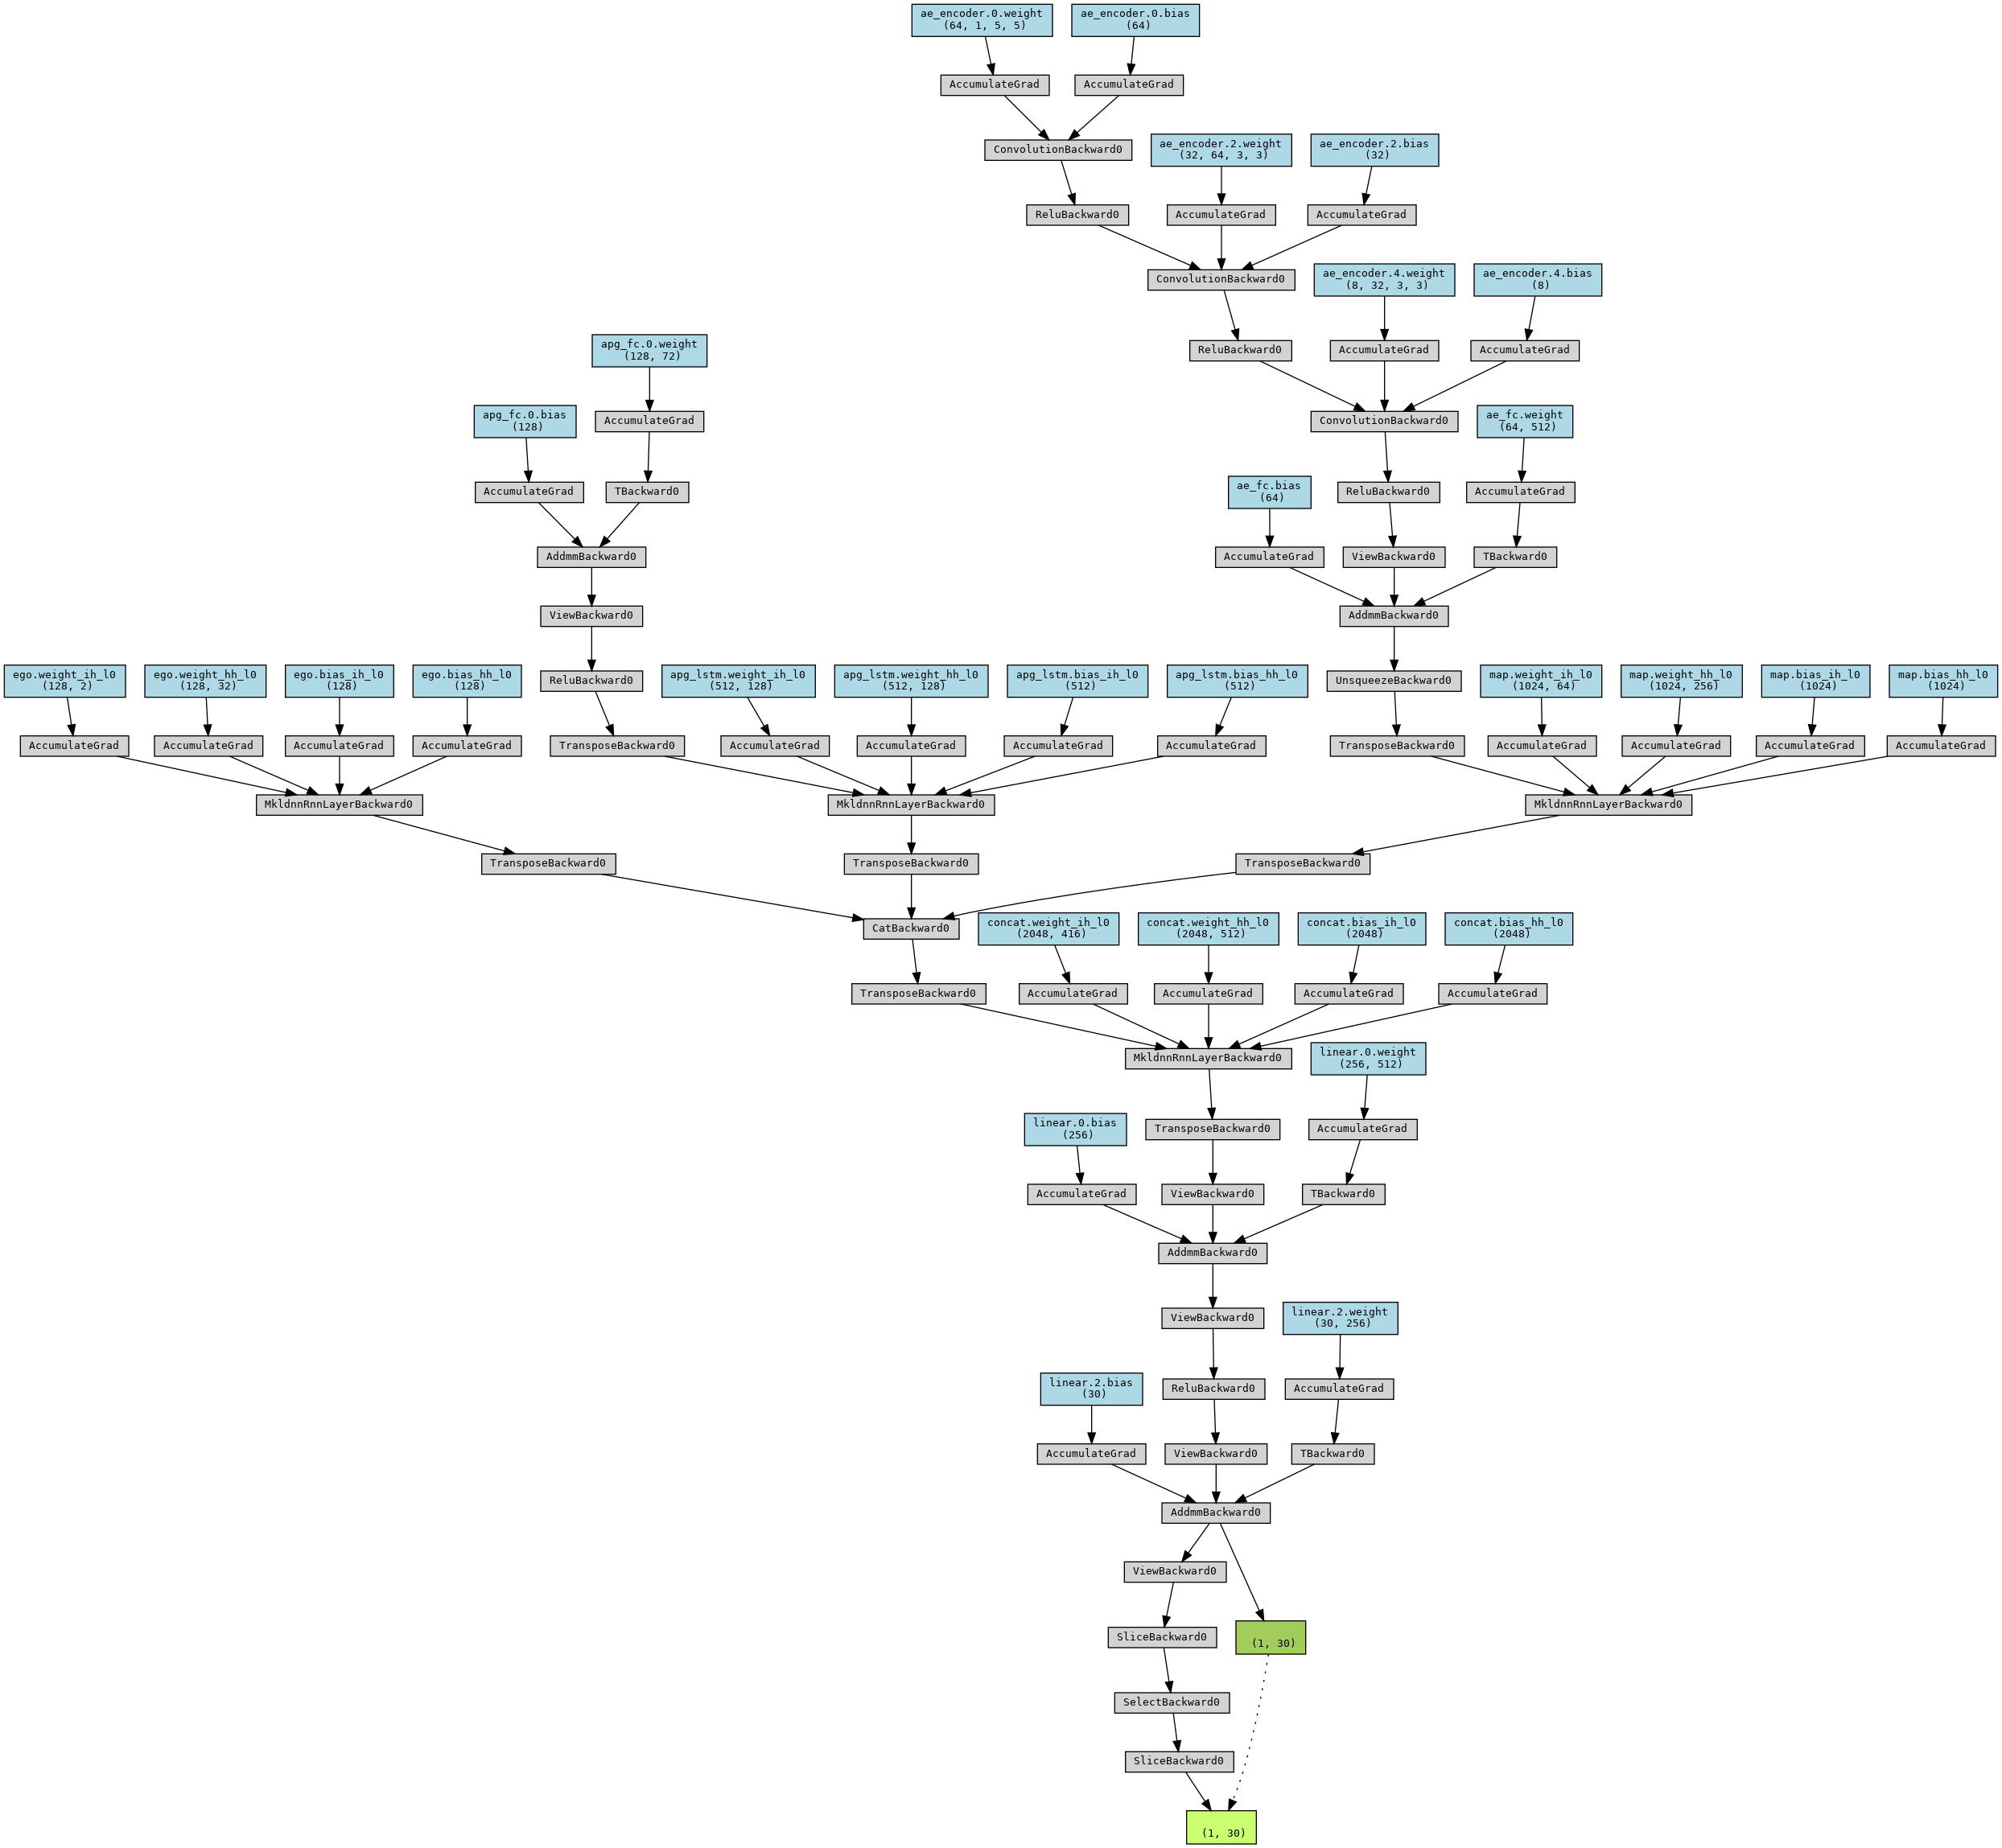 ae_encoder.0.weight
(64, 1, 5, 5)
ae_encoder.0.bias
(64)
AccumulateGrad
AccumulateGrad
ConvolutionBackward0
ae_encoder.2.weight
(32, 64, 3, 3)
ae_encoder.2.bias
(32)
ReluBackward0
AccumulateGrad
AccumulateGrad
ConvolutionBackward0
ae_encoder.4.weight
(8, 32, 3, 3)
ae_encoder.4.bias
(8)
apg_fc.0.weight
(128, 72)
ReluBackward0
AccumulateGrad
AccumulateGrad
apg_fc.0.bias
(128)
AccumulateGrad
ConvolutionBackward0
ae_fc.weight
(64, 512)
AccumulateGrad
TBackward0
ae_fc.bias
(64)
ReluBackward0
AccumulateGrad
AddmmBackward0
AccumulateGrad
ViewBackward0
TBackward0
ViewBackward0
AddmmBackward0
ego.weight_ih_l0
(128, 2)
ego.weight_hh_l0
(128, 32)
ego.bias_ih_l0
(128)
ego.bias_hh_l0
(128)
ReluBackward0
apg_lstm.weight_ih_l0
(512, 128)
apg_lstm.weight_hh_l0
(512, 128)
apg_lstm.bias_ih_l0
(512)
apg_lstm.bias_hh_l0
(512)
UnsqueezeBackward0
map.weight_ih_l0
(1024, 64)
map.weight_hh_l0
(1024, 256)
map.bias_ih_l0
(1024)
map.bias_hh_l0
(1024)
AccumulateGrad
AccumulateGrad
AccumulateGrad
AccumulateGrad
TransposeBackward0
AccumulateGrad
AccumulateGrad
AccumulateGrad
AccumulateGrad
TransposeBackward0
AccumulateGrad
AccumulateGrad
AccumulateGrad
AccumulateGrad
MkldnnRnnLayerBackward0
MkldnnRnnLayerBackward0
MkldnnRnnLayerBackward0
TransposeBackward0
TransposeBackward0
TransposeBackward0
CatBackward0
concat.weight_ih_l0
(2048, 416)
concat.weight_hh_l0
(2048, 512)
concat.bias_ih_l0
(2048)
concat.bias_hh_l0
(2048)
TransposeBackward0
AccumulateGrad
AccumulateGrad
AccumulateGrad
AccumulateGrad
MkldnnRnnLayerBackward0
linear.0.weight
(256, 512)
linear.0.bias
(256)
TransposeBackward0
AccumulateGrad
AccumulateGrad
ViewBackward0
TBackward0
AddmmBackward0
ViewBackward0
linear.2.weight
(30, 256)
linear.2.bias
(30)
ReluBackward0
AccumulateGrad
AccumulateGrad
ViewBackward0
TBackward0
AddmmBackward0
ViewBackward0
SliceBackward0
(1, 30)
SelectBackward0
SliceBackward0
(1, 30)